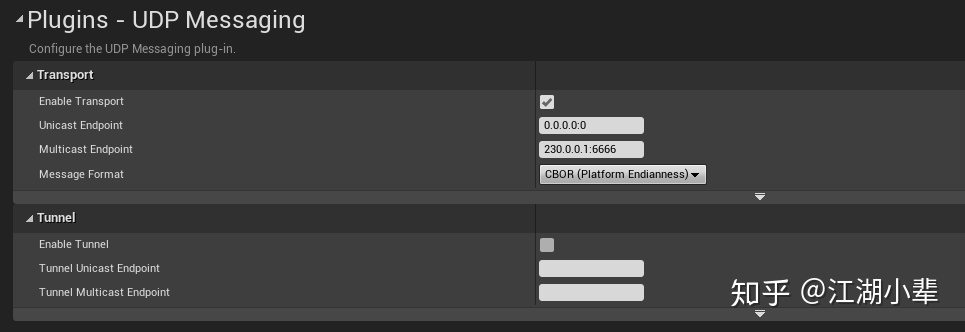 Plugins - UDP Messaging
Configure the UDP Messaging plug-in.
Transport
Enable Transport
Unicast Endpoint 0.0.0.0:0
Multicast Endpoint 230.0.0.1:6666
Message Format CBOR (Platform Endianness)
Tunnel
Enable Tunnel
Tunnel Unicast Endpoint
Tunnel Multicast Endpoint
知乎 @江湖小辈